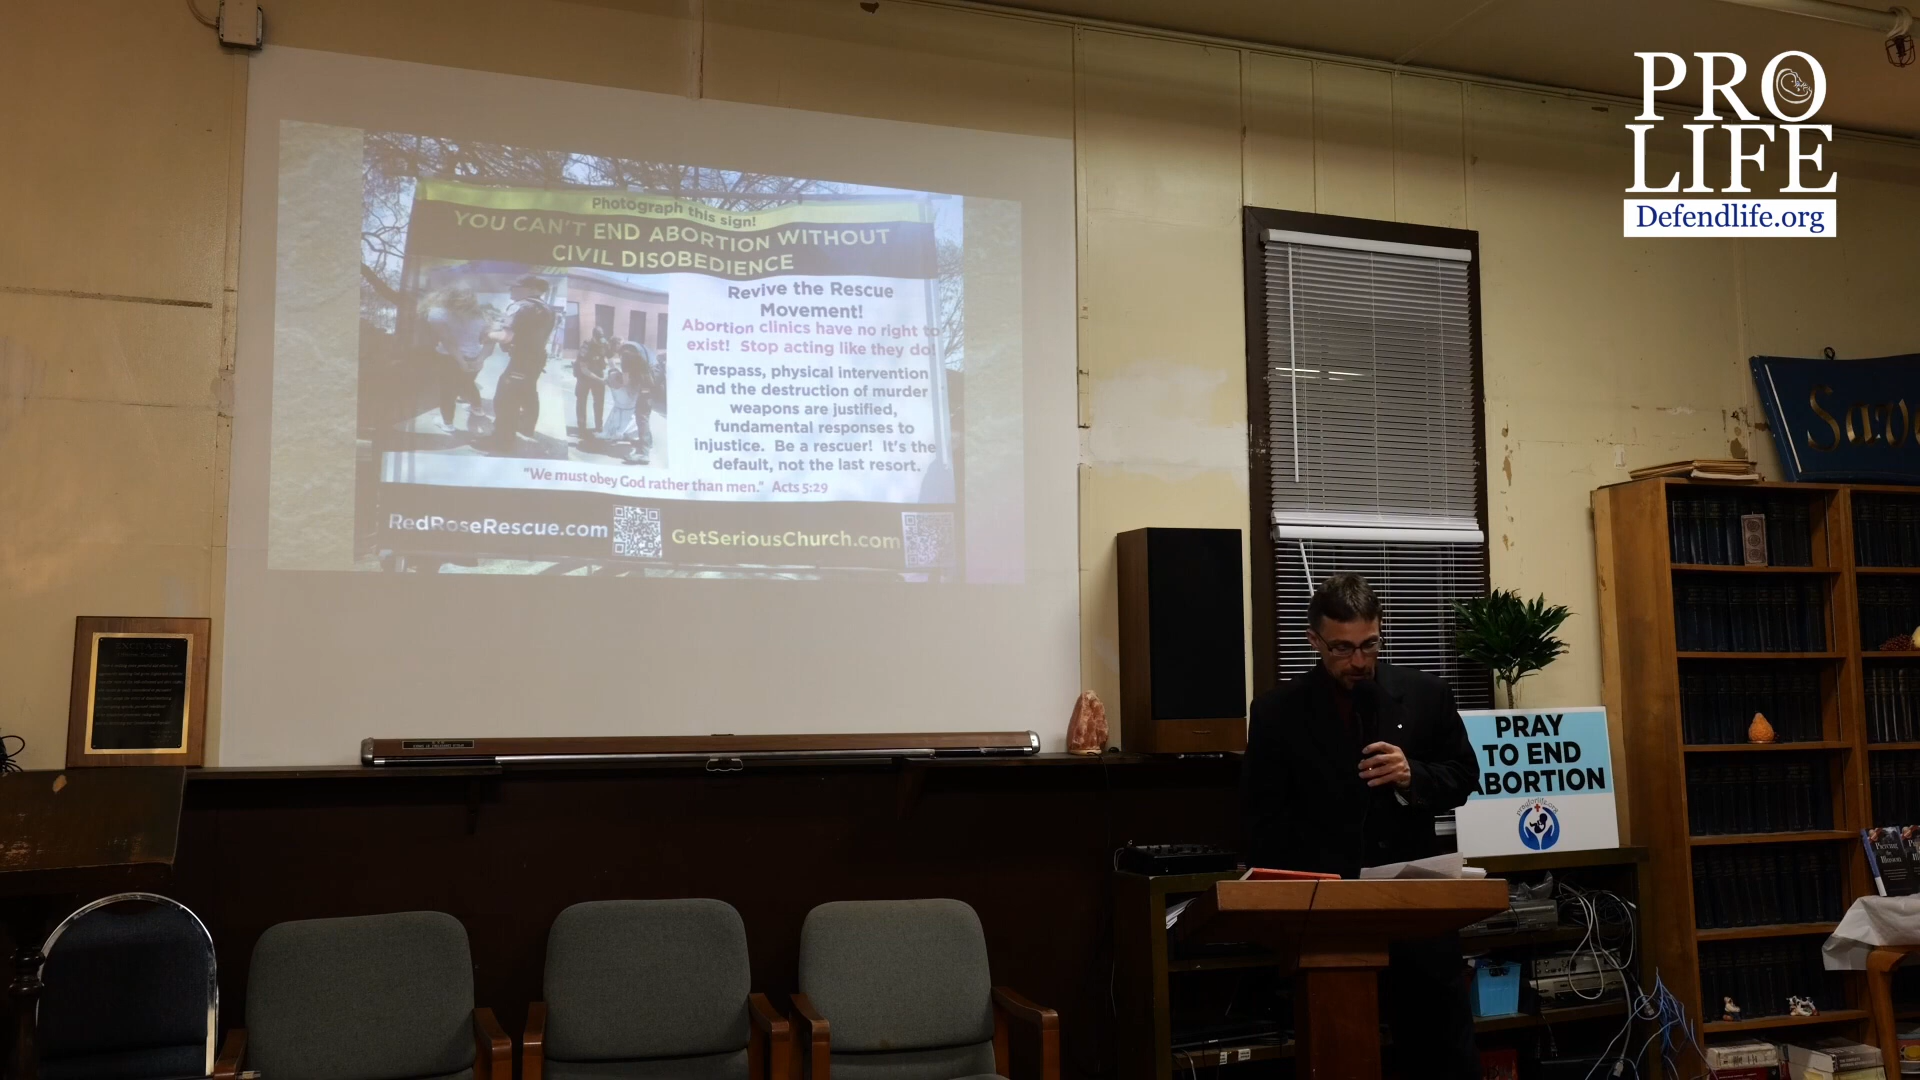 PRO
LIFE
Defendlife.org
Photograph this sign!
YOU CAN'T END ABORTION WITHOUT
CIVIL DISOBEDIENCE
Revive the Rescue
Movement!
Abortion clinics have no right to
exist! Stop acting like they do!
Trespass, physical intervention
and the destruction of murder
weapons are justified,
fundamental responses to
injustice. Be a rescuer! It's the
default, not the last resort.
"We must obey God rather than men." Acts 5:29
RedRoseRescue.com
GetSeriousChurch.com
PRAY
TO END
ABORTION
prayforlife.org
Piercing